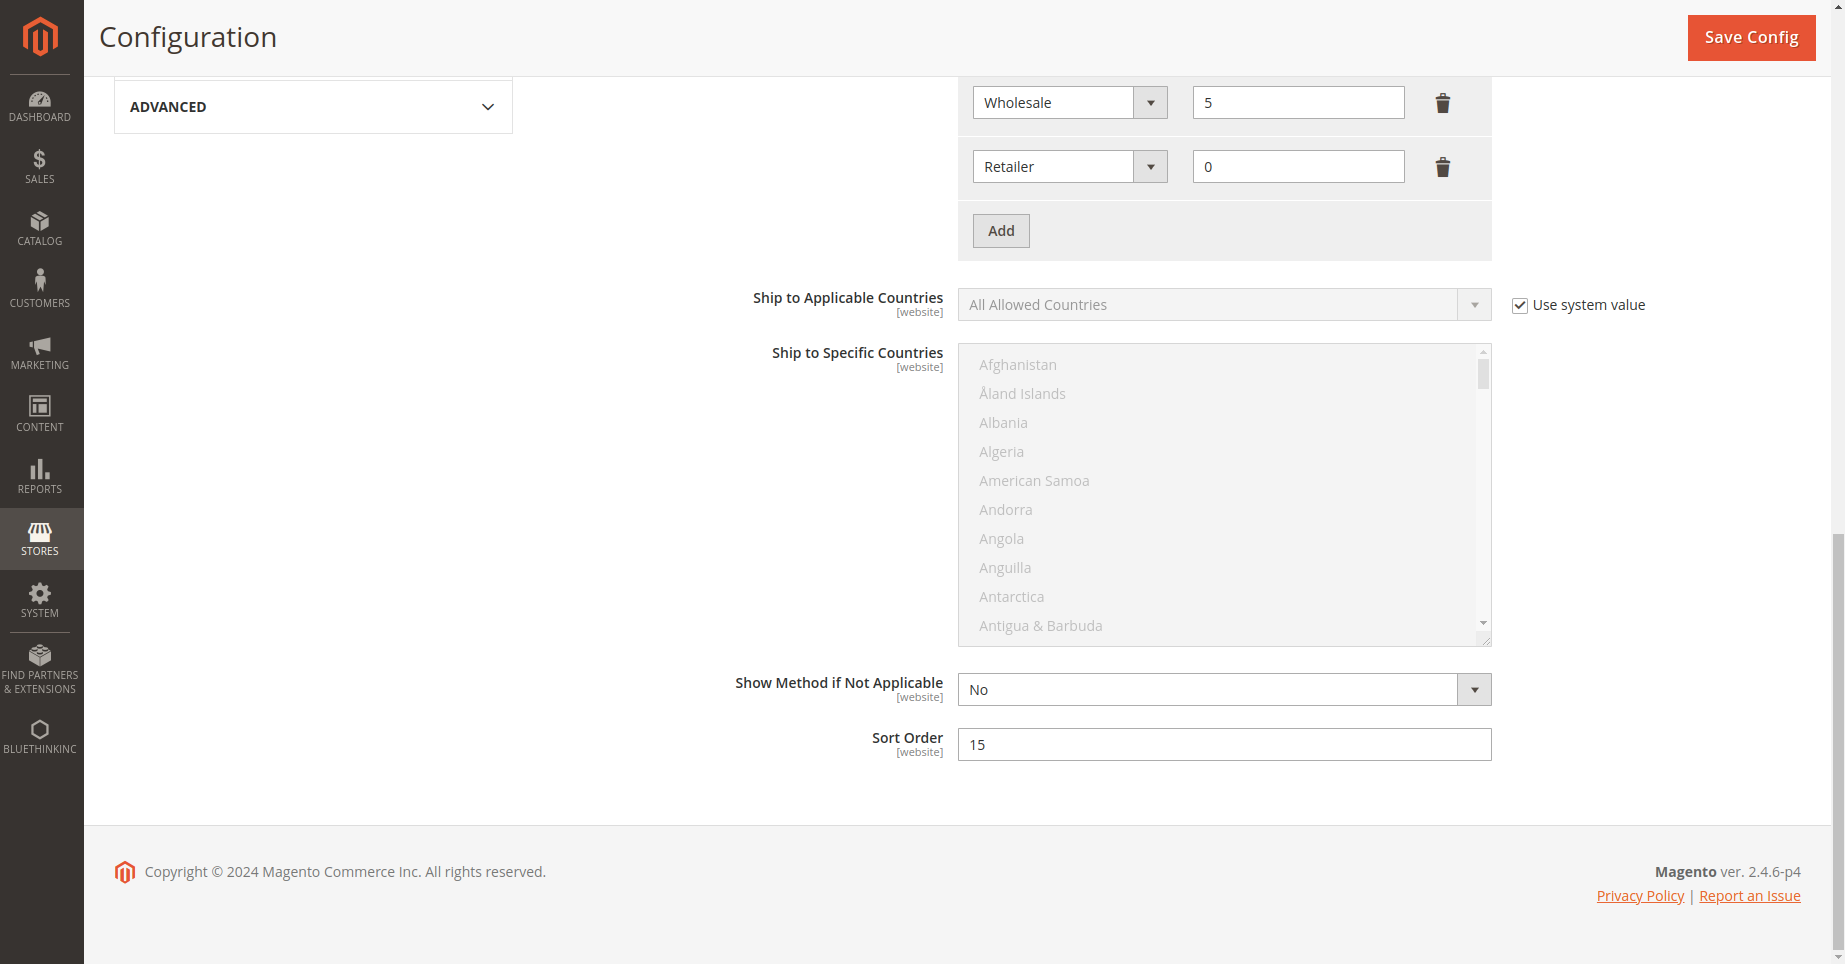 Configuration
Save Config
DASHBOARD
SALES
CATALOG
CUSTOMERS
MARKETING
CONTENT
REPORTS
STORES
SYSTEM
FIND PARTNERS
& EXTENSIONS
BLUETHINKINC
ADVANCED
Wholesale 5
Retailer 0
Add
Ship to Applicable Countries
[website]
All Allowed Countries
Use system value
Ship to Specific Countries
[website]
Afghanistan
Åland Islands
Albania
Algeria
American Samoa
Andorra
Angola
Anguilla
Antarctica
Antigua & Barbuda
Show Method if Not Applicable
[website]
No
Sort Order
[website]
15
Copyright © 2024 Magento Commerce Inc. All rights reserved.
Magento ver. 2.4.6-p4
Privacy Policy | Report an Issue